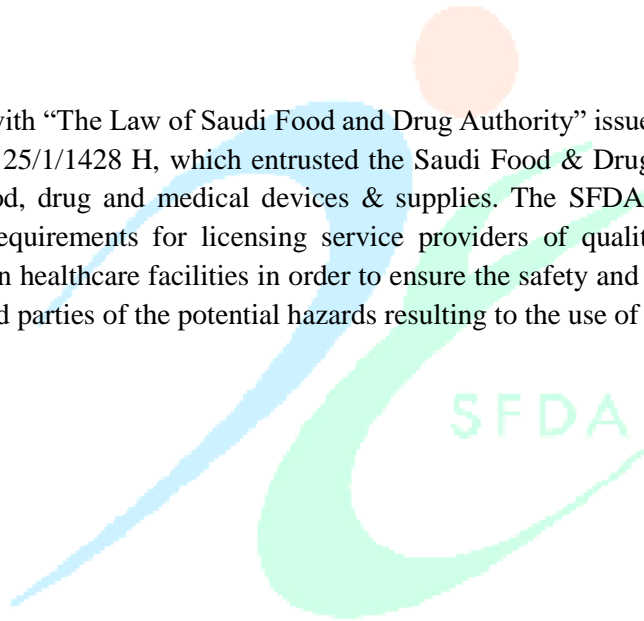 with “The Law of Saudi Food and Drug Authority” issue
25/1/1428 H, which entrusted the Saudi Food & Drug
od, drug and medical devices & supplies. The SFDA
equirements for licensing service providers of qualit
n healthcare facilities in order to ensure the safety and
d parties of the potential hazards resulting to the use of
SFDA